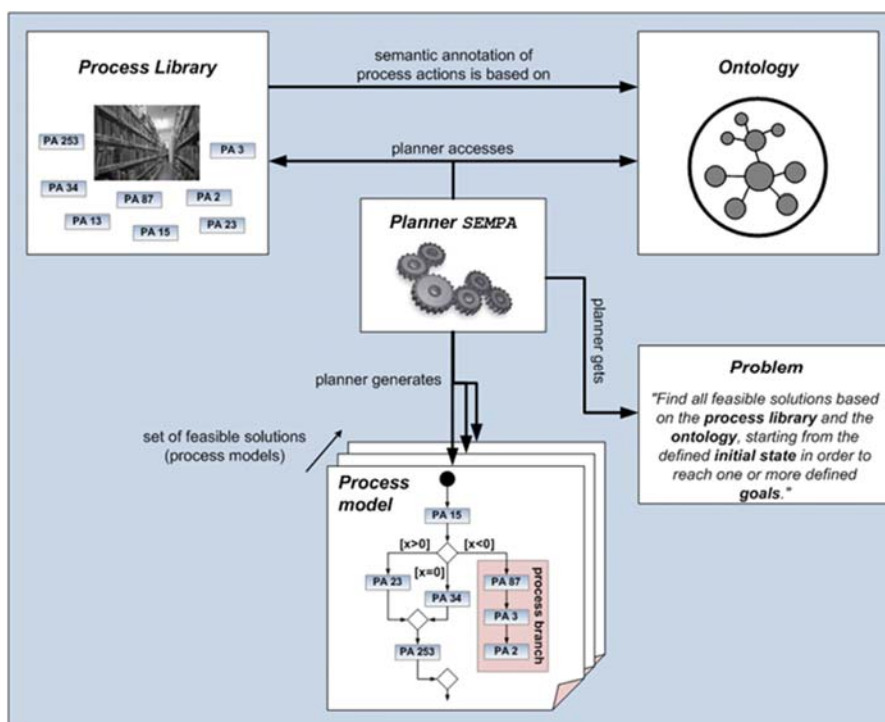 Process Library
PA 253
PA 3
PA 34
PA 87
PA 2
PA 13
PA 15
PA 23
semantic annotation of
process actions is based on
planner accesses
Ontology
Planner SEMPA
planner gets
planner generates
set of feasible solutions
(process models)
Problem
"Find all feasible solutions based
on the process library and the
ontology, starting from the
defined initial state in order to
reach one or more defined
goals."
Process
model
PA 15
[x>0]
[x=0]
[x<0]
PA 23
PA 34
PA 253
PA 87
PA 3
PA 2
process branch